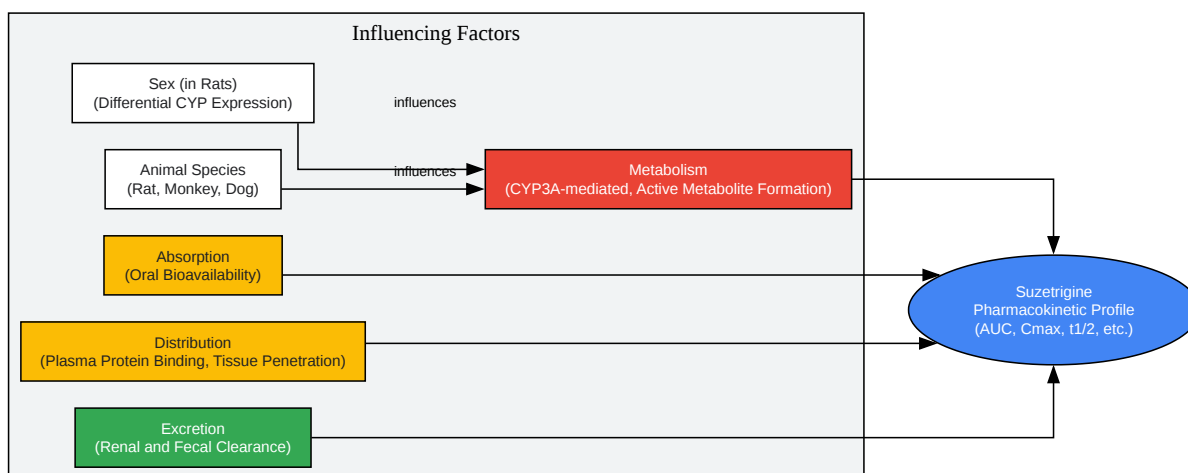 Influencing Factors
Sex (in Rats)
(Differential CYP Expression)
influences
Animal Species
(Rat, Monkey, Dog)
influences
Metabolism
(CYP3A-mediated, Active Metabolite Formation)
Absorption
(Oral Bioavailability)
Suzetrigine
Pharmacokinetic Profile
(AUC, Cmax, t1/2, etc.)
Distribution
(Plasma Protein Binding, Tissue Penetration)
Excretion
(Renal and Fecal Clearance)